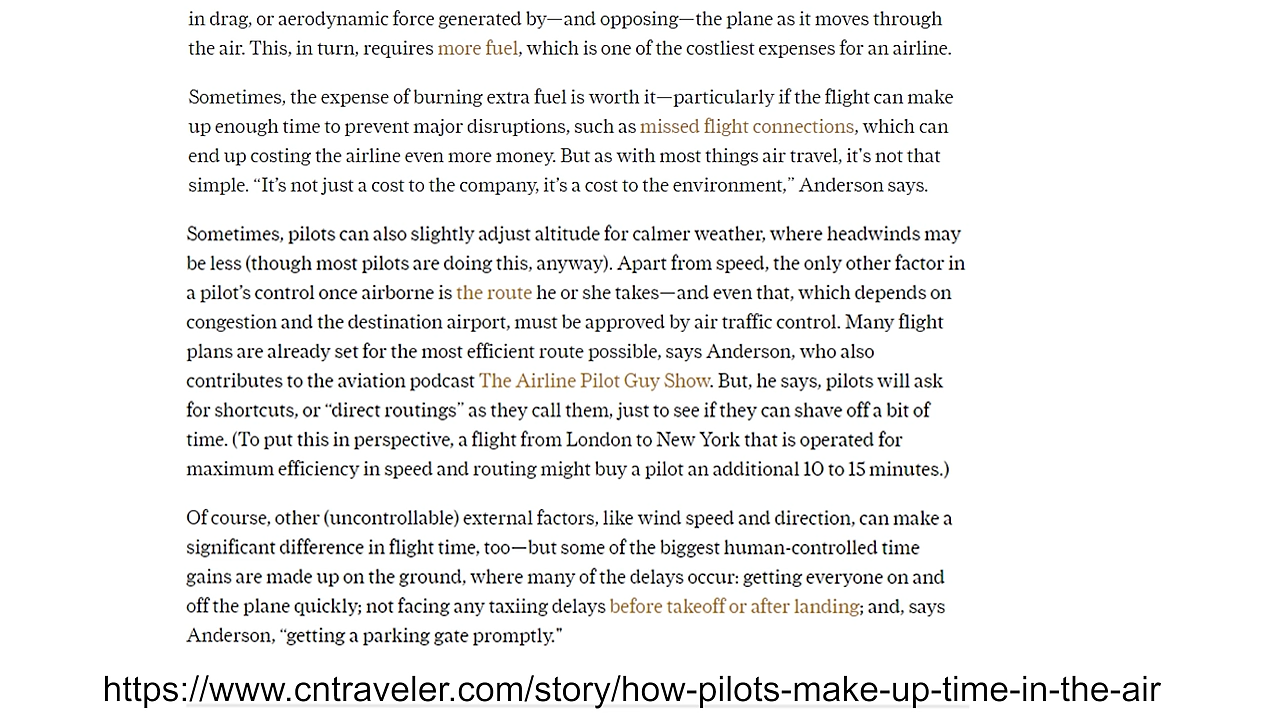 in drag, or aerodynamic force generated by—and opposing—the plane as it moves through
the air. This, in turn, requires more fuel, which is one of the costliest expenses for an airline.
Sometimes, the expense of burning extra fuel is worth it—particularly if the flight can make
up enough time to prevent major disruptions, such as missed flight connections, which can
end up costing the airline even more money. But as with most things air travel, it’s not that
simple. “It’s not just a cost to the company, it’s a cost to the environment,” Anderson says.
Sometimes, pilots can also slightly adjust altitude for calmer weather, where headwinds may
be less (though most pilots are doing this, anyway). Apart from speed, the only other factor in
a pilot’s control once airborne is the route he or she takes—and even that, which depends on
congestion and the destination airport, must be approved by air traffic control. Many flight
plans are already set for the most efficient route possible, says Anderson, who also
contributes to the aviation podcast The Airline Pilot Guy Show. But, he says, pilots will ask
for shortcuts, or “direct routings” as they call them, just to see if they can shave off a bit of
time. (To put this in perspective, a flight from London to New York that is operated for
maximum efficiency in speed and routing might buy a pilot an additional 10 to 15 minutes.)
Of course, other (uncontrollable) external factors, like wind speed and direction, can make a
significant difference in flight time, too—but some of the biggest human-controlled time
gains are made up on the ground, where many of the delays occur: getting everyone on and
off the plane quickly; not facing any taxiing delays before takeoff or after landing; and, says
Anderson, “getting a parking gate promptly.”
https://www.cntraveler.com/story/how-pilots-make-up-time-in-the-air